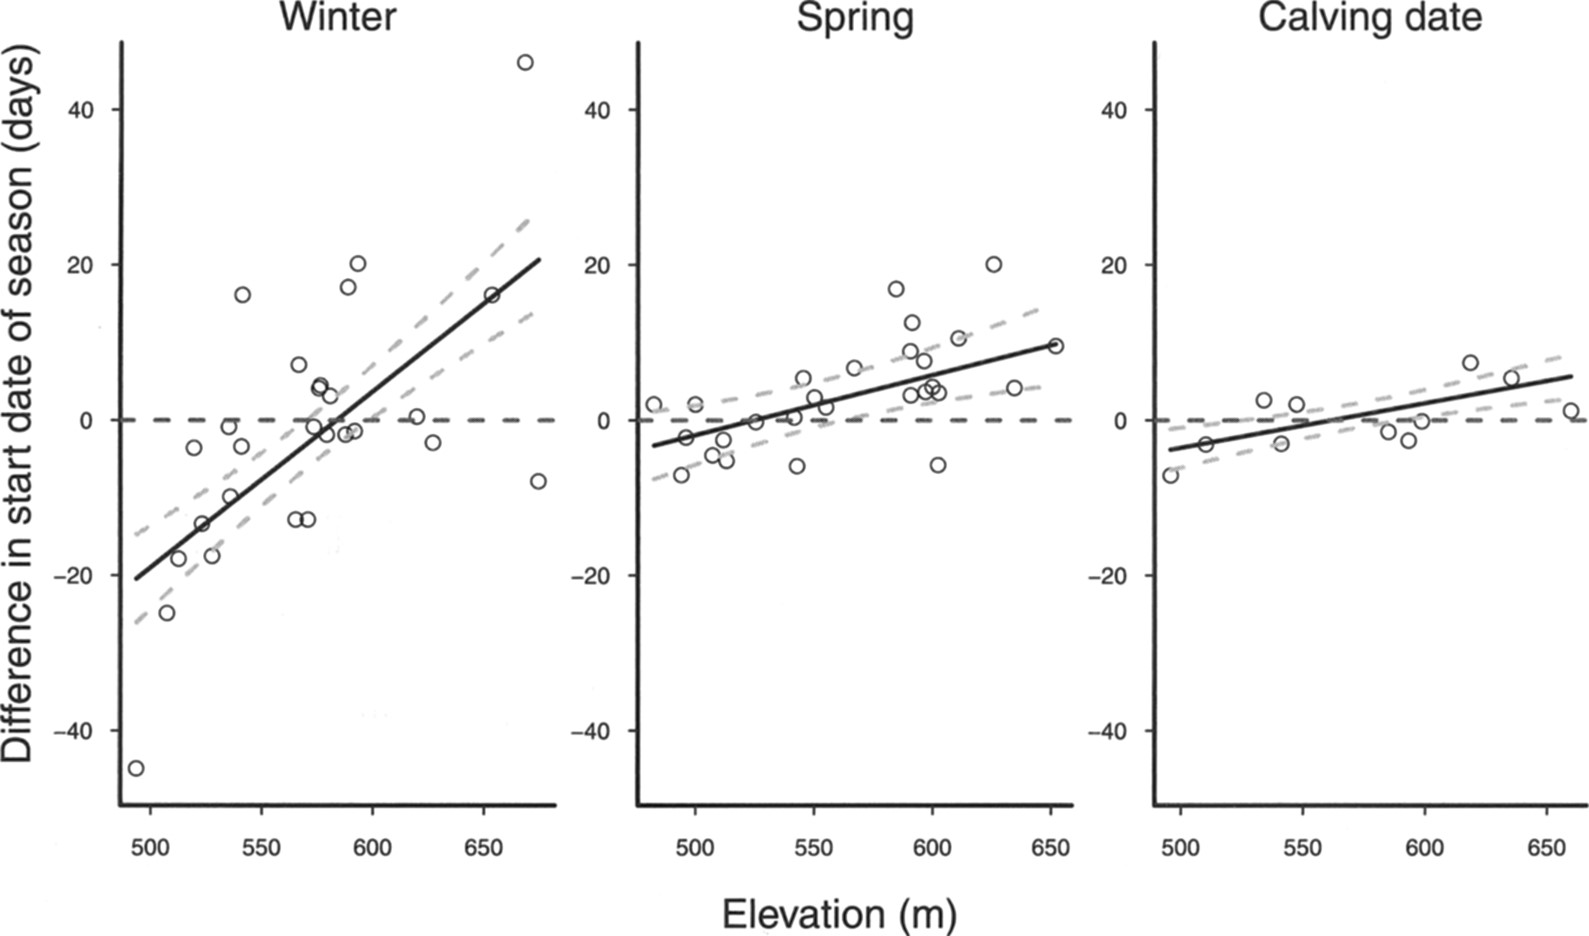 Winter Spring Calving date
Difference in start date of season (days)
40 40 40
20 20 20
0 0 0
−20 −20 −20
−40 −40 −40
500 550 600 650 500 550 600 650 500 550 600 650
Elevation (m)